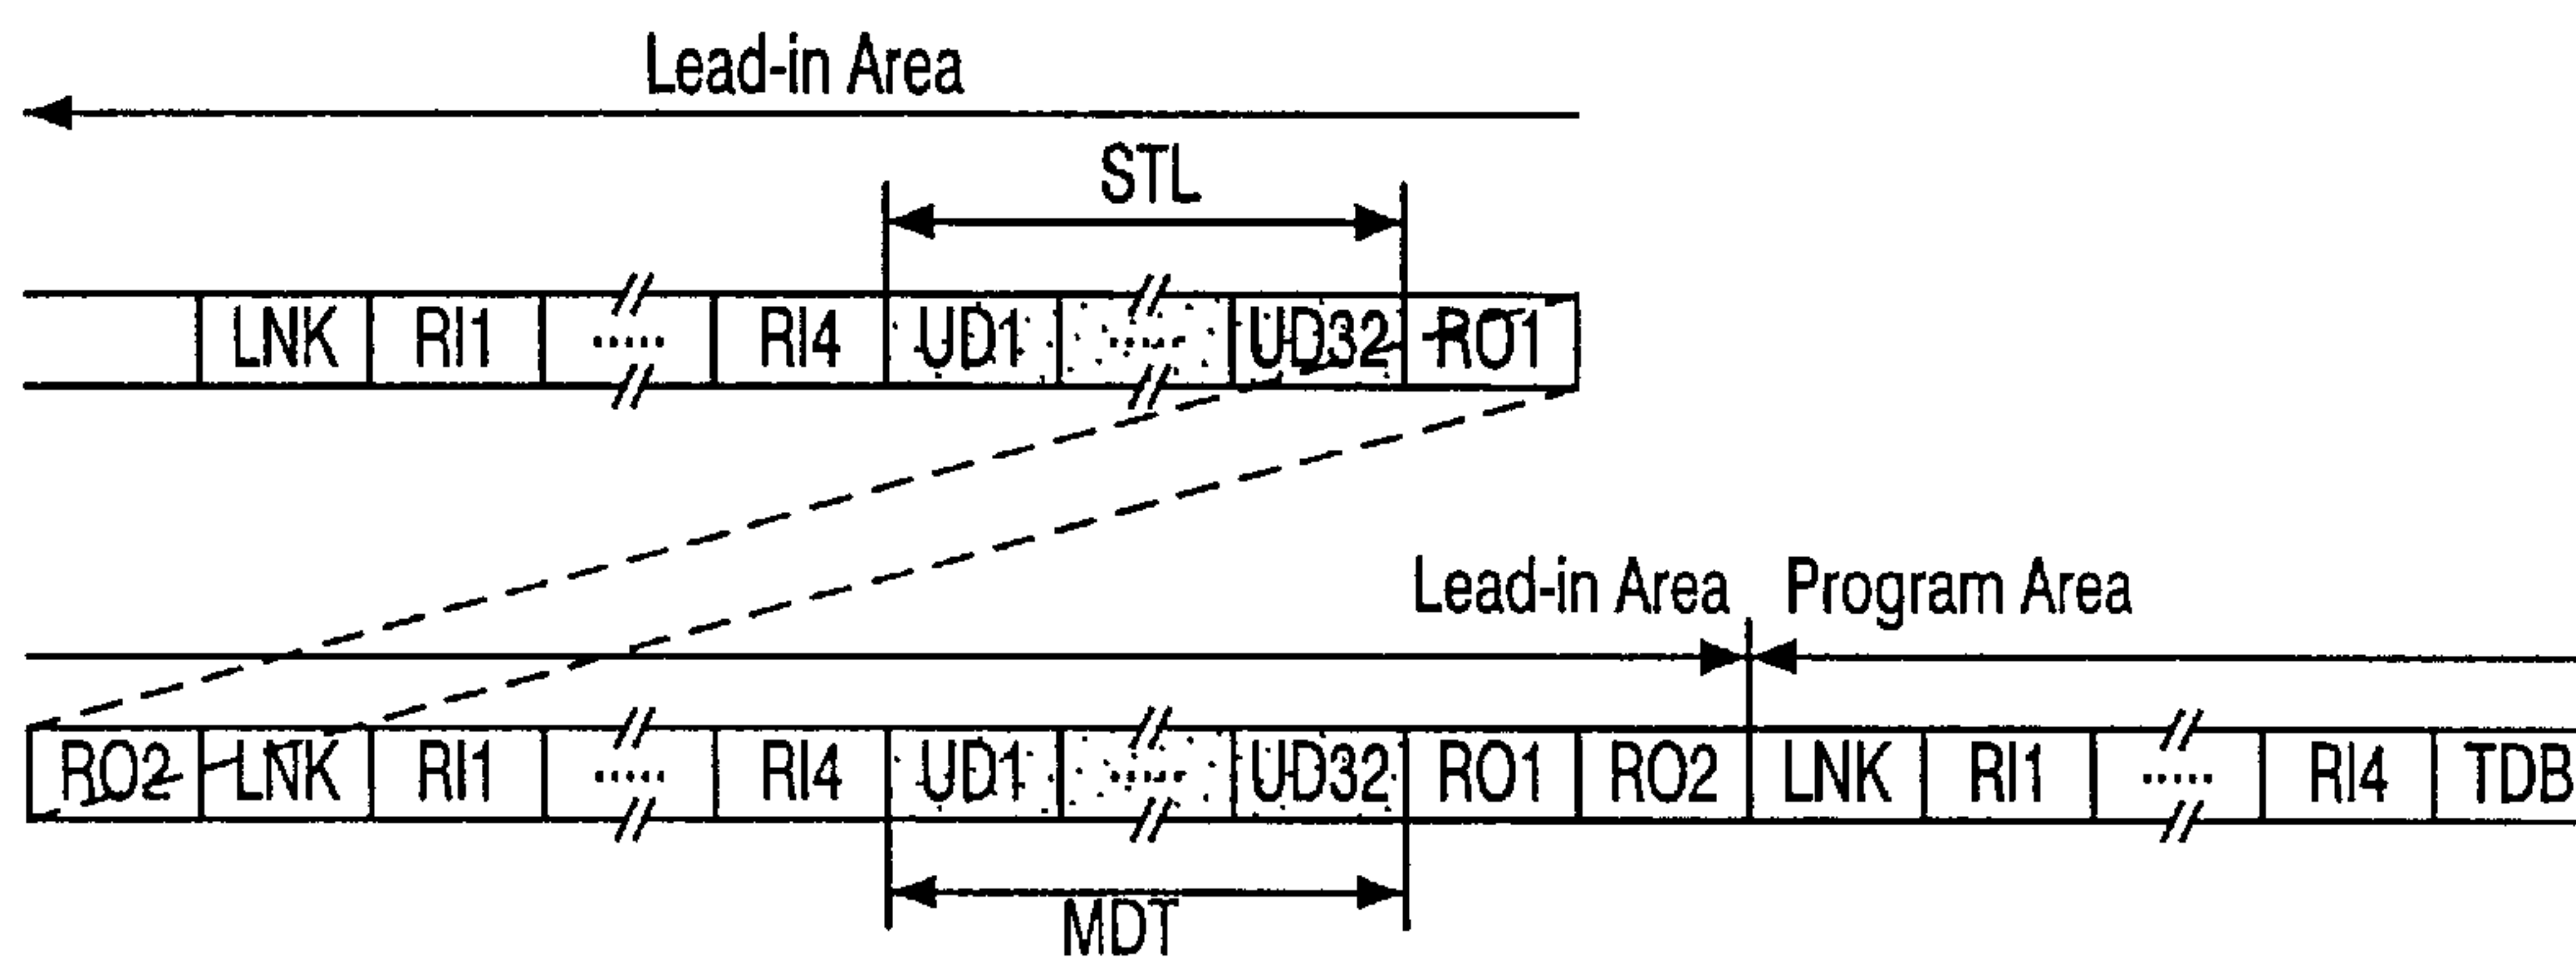 Lead-in Area
STL
LNK RI1 ..... RI4 UD1 ..... UD32 RO1
Lead-in Area Program Area
RO2 LNK RI1 ..... RI4 UD1 ..... UD32 RO1 RO2 LNK RI1 ..... RI4 TDB
MDT